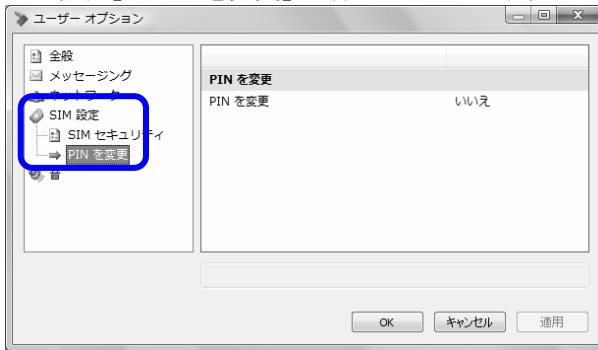 ユーザー オプション
全般
メッセージング
SIM 設定
SIM セキュリティ
PIN を変更
音
PIN を変更
PIN を変更 いいえ
OK キャンセル 適用